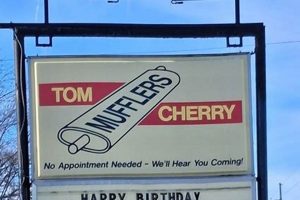 TOM
MUFFLERS
CHERRY
No Appointment Needed - We'll Hear You Coming!
HAPPY BIRTHDAY